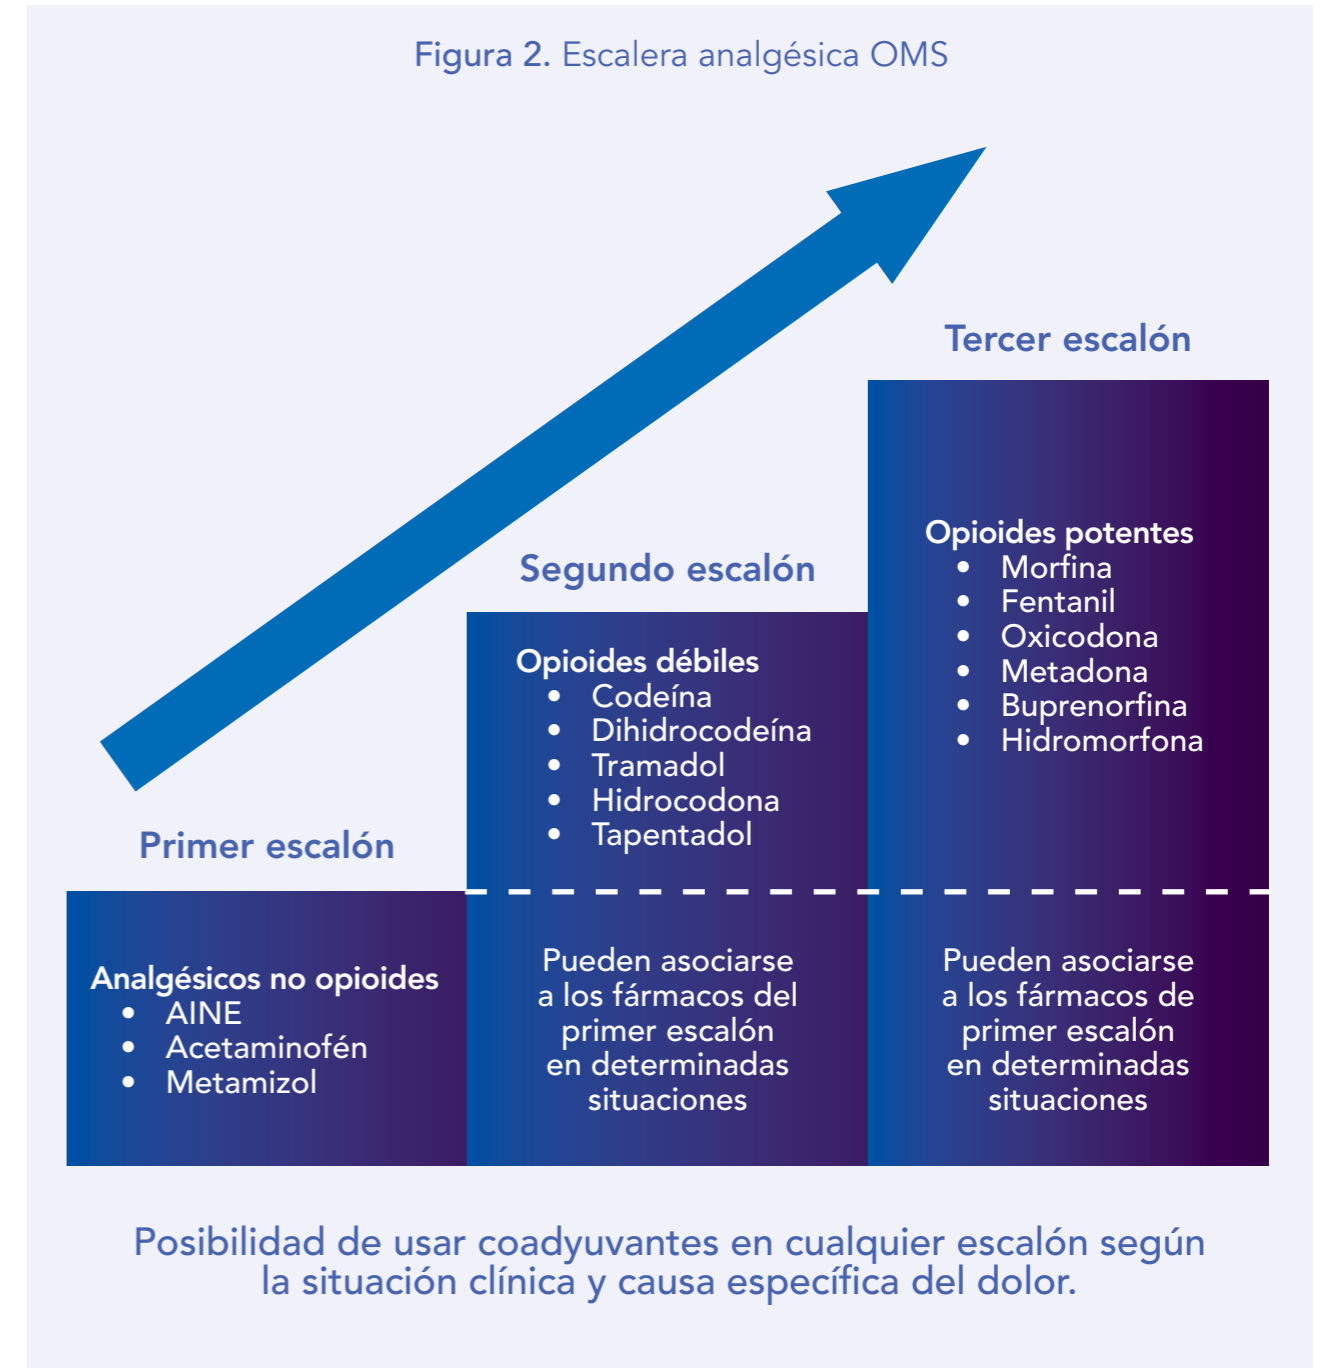 Figura 2. Escalera analgésica OMS
Tercer escalón
Opioides potentes
• Morfina
• Fentanil
• Oxicodona
• Metadona
• Buprenorfina
• Hidromorfona
Segundo escalón
Opioides débiles
• Codeína
• Dihidrocodeína
• Tramadol
• Hidrocodona
• Tapentadol
Primer escalón
Analgésicos no opioides
• AINE
• Acetaminofén
• Metamizol
Pueden asociarse
a los fármacos del
primer escalón
en determinadas
situaciones
Pueden asociarse
a los fármacos de
primer escalón
en determinadas
situaciones
Posibilidad de usar coadyuvantes en cualquier escalón según
la situación clínica y causa específica del dolor.